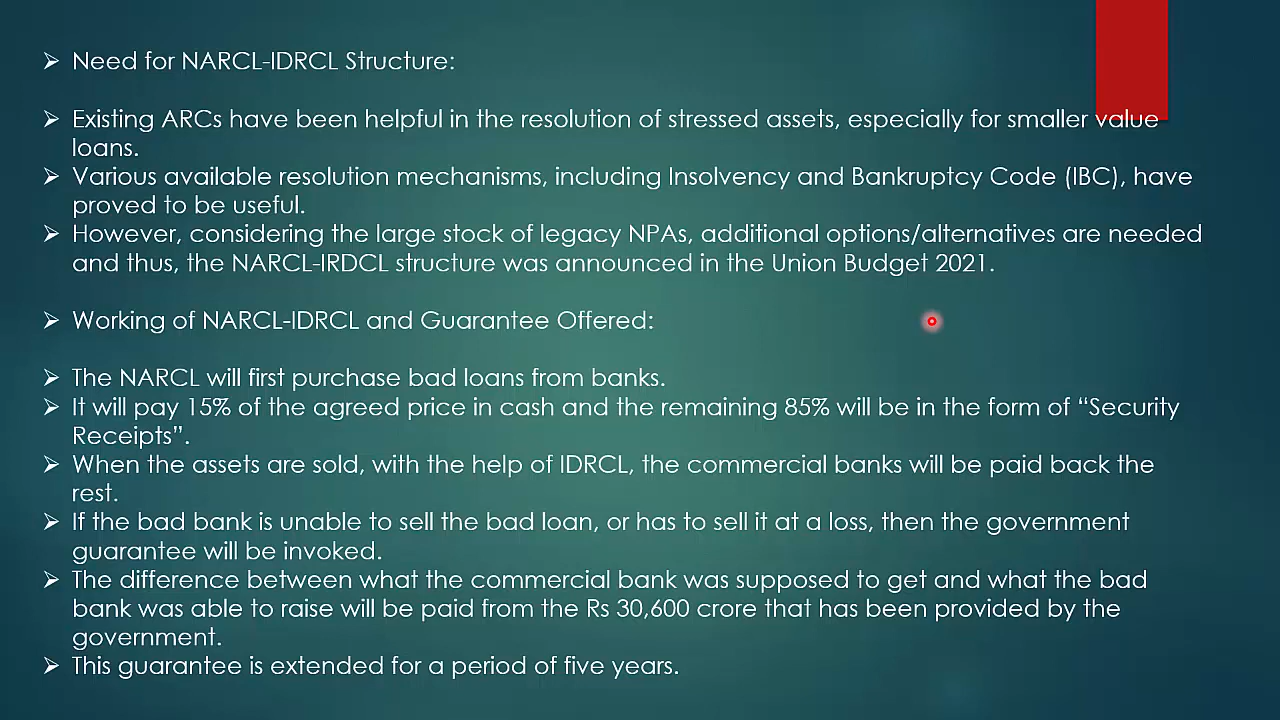 Need for NARCL-IDRCL Structure:
Existing ARCs have been helpful in the resolution of stressed assets, especially for smaller value
loans.
Various available resolution mechanisms, including Insolvency and Bankruptcy Code (IBC), have
proved to be useful.
However, considering the large stock of legacy NPAs, additional options/alternatives are needed
and thus, the NARCL-IRDCL structure was announced in the Union Budget 2021.
Working of NARCL-IDRCL and Guarantee Offered:
The NARCL will first purchase bad loans from banks.
It will pay 15% of the agreed price in cash and the remaining 85% will be in the form of “Security
Receipts”.
When the assets are sold, with the help of IDRCL, the commercial banks will be paid back the
rest.
If the bad bank is unable to sell the bad loan, or has to sell it at a loss, then the government
guarantee will be invoked.
The difference between what the commercial bank was supposed to get and what the bad
bank was able to raise will be paid from the Rs 30,600 crore that has been provided by the
government.
This guarantee is extended for a period of five years.